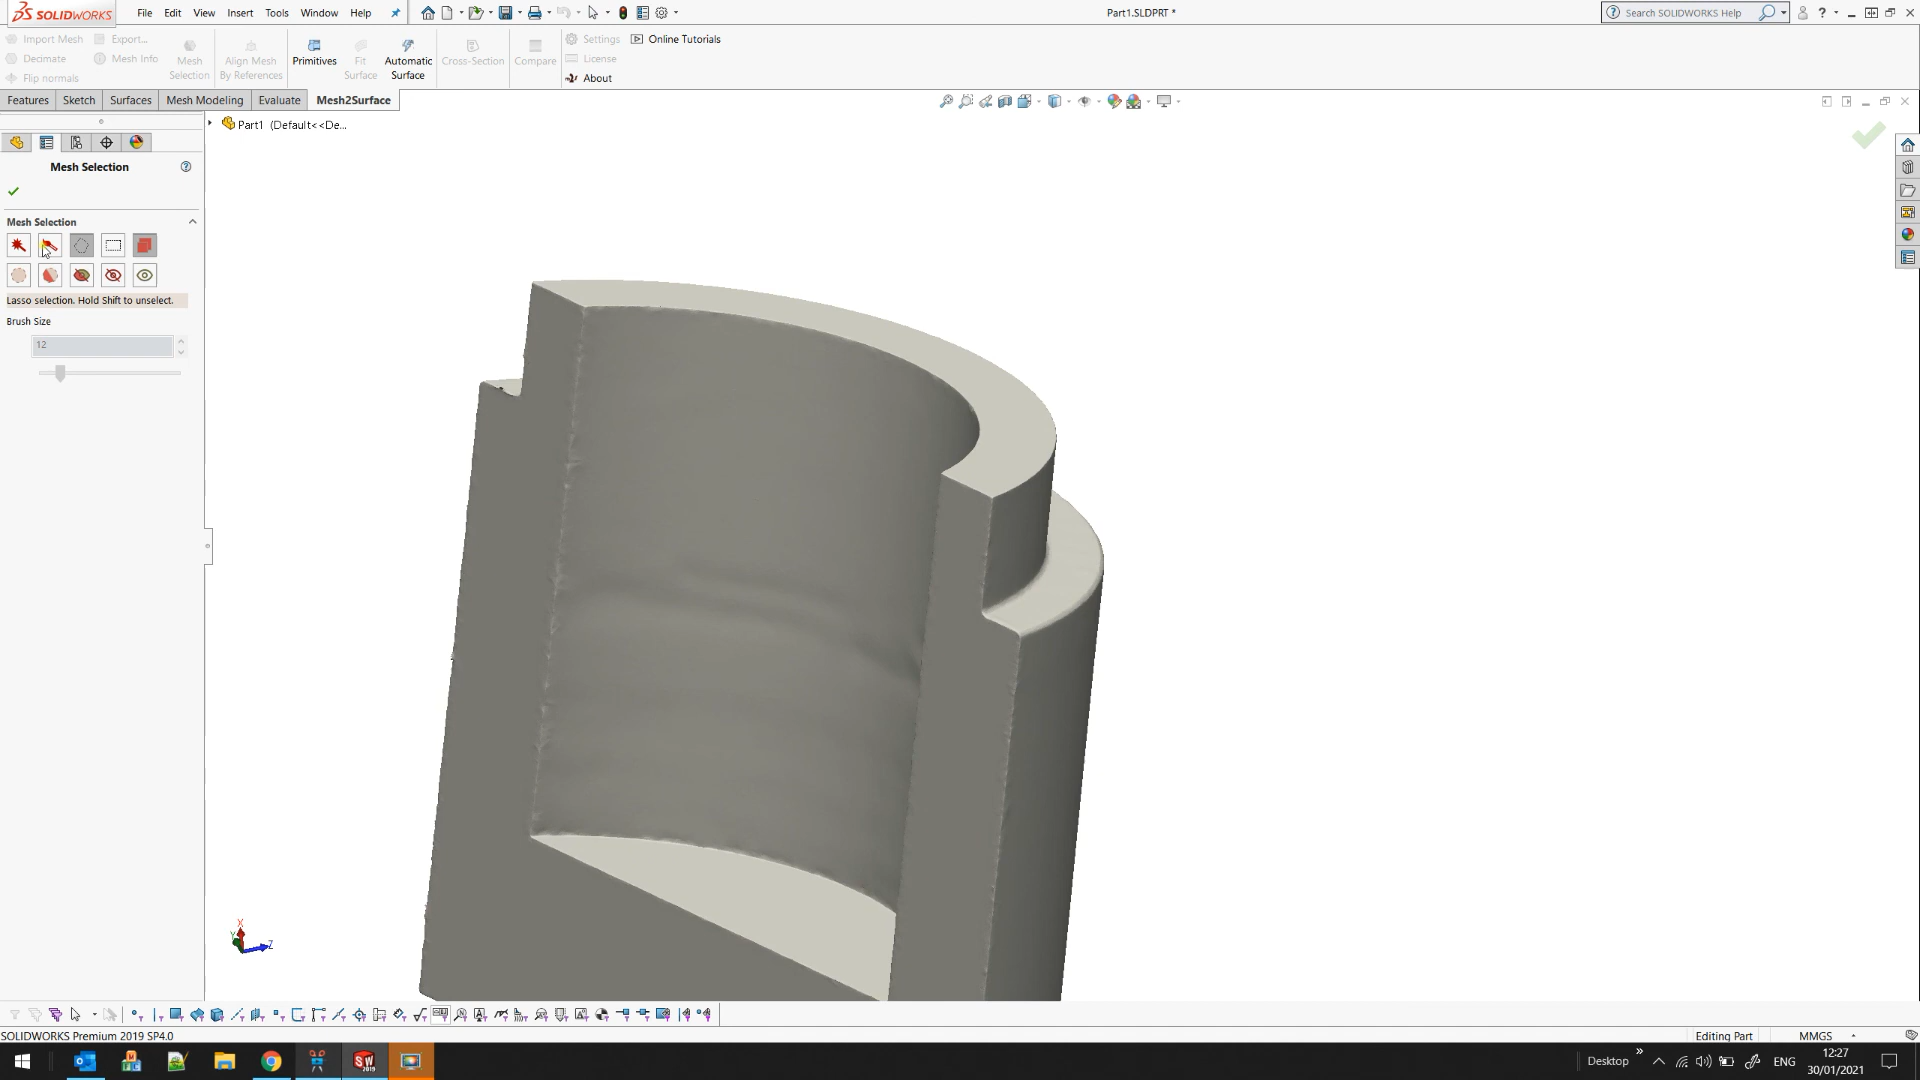 SOLIDWORKS
File Edit View Insert Tools Window Help
Part1.SLDPRT *
Search SOLIDWORKS Help
Import Mesh Export...
Decimate Mesh Info
Flip normals
Mesh
Selection
Align Mesh
By References
Primitives
Fit
Surface
Automatic
Surface
Cross-Section
Compare
Settings Online Tutorials
License
About
Features Sketch Surfaces Mesh Modeling Evaluate Mesh2Surface
Part1 (Default<<De...
Mesh Selection
Mesh Selection
Lasso selection. Hold Shift to unselect.
Brush Size
12
X
Y
Z
SOLIDWORKS Premium 2019 SP4.0
Editing Part
MMGS
Desktop
ENG
12:27
30/01/2021